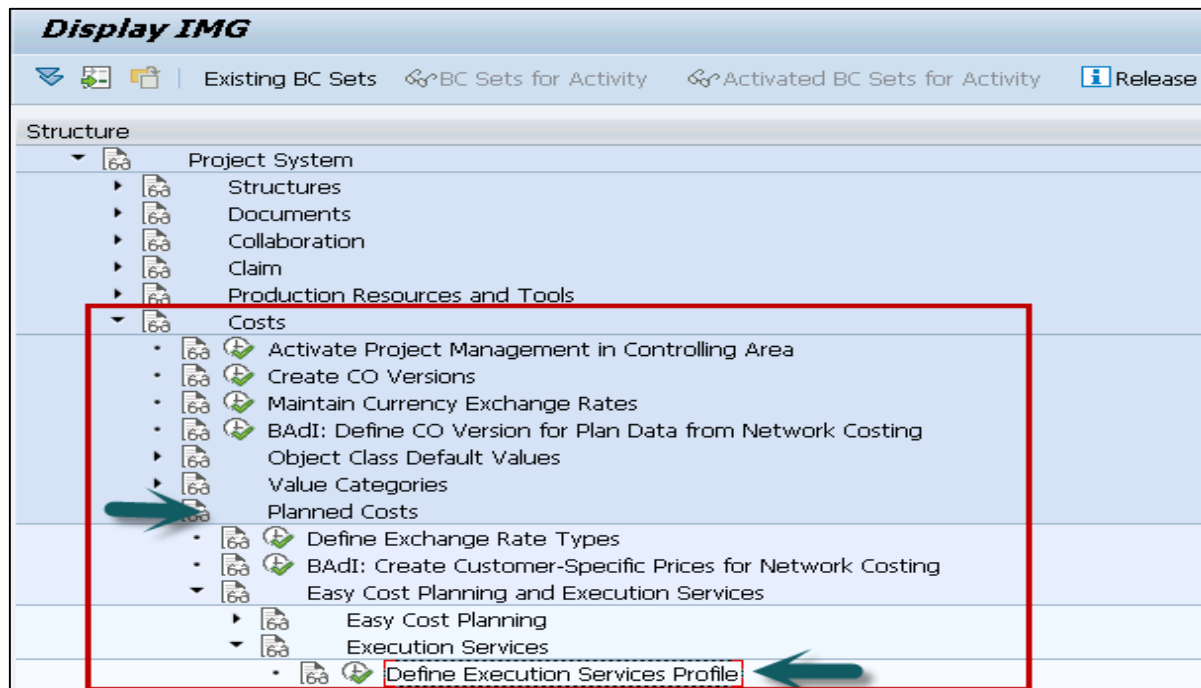 Display IMG
Existing BC Sets BC Sets for Activity Activated BC Sets for Activity Release
Structure
Project System
Structures
Documents
Collaboration
Claim
Production Resources and Tools
Costs
Activate Project Management in Controlling Area
Create CO Versions
Maintain Currency Exchange Rates
BAdI: Define CO Version for Plan Data from Network Costing
Object Class Default Values
Value Categories
Planned Costs
Define Exchange Rate Types
BAdI: Create Customer-Specific Prices for Network Costing
Easy Cost Planning and Execution Services
Easy Cost Planning
Execution Services
Define Execution Services Profile